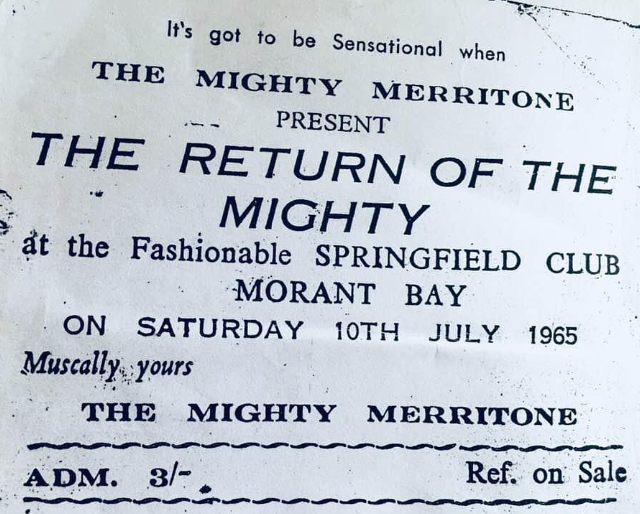 It's got to be Sensational when
THE MIGHTY MERRITONE
PRESENT
THE RETURN OF THE
MIGHTY
at the Fashionable SPRINGFIELD CLUB
MORANT BAY
ON SATURDAY 10TH JULY 1965
Muscally yours
THE MIGHTY MERRITONE
ADM. 3/- Ref. on Sale